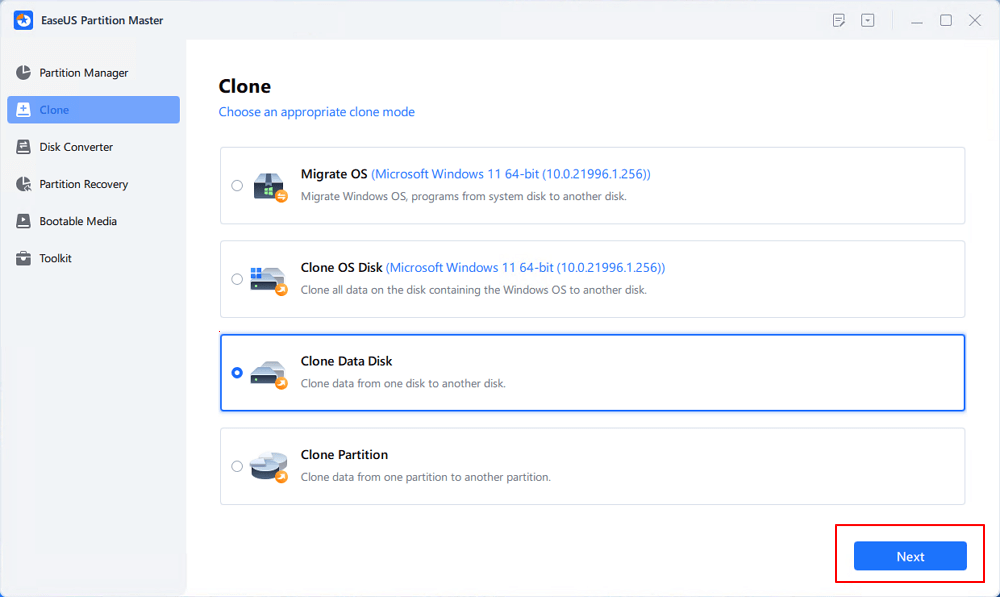 EaseUS Partition Master
Partition Manager
Clone
Disk Converter
Partition Recovery
Bootable Media
Toolkit
Clone
Choose an appropriate clone mode
Migrate OS (Microsoft Windows 11 64-bit (10.0.21996.1.256))
Migrate Windows OS, programs from system disk to another disk.
Clone OS Disk (Microsoft Windows 11 64-bit (10.0.21996.1.256))
Clone all data on the disk containing the Windows OS to another disk.
Clone Data Disk
Clone data from one disk to another disk.
Clone Partition
Clone data from one partition to another partition.
Next